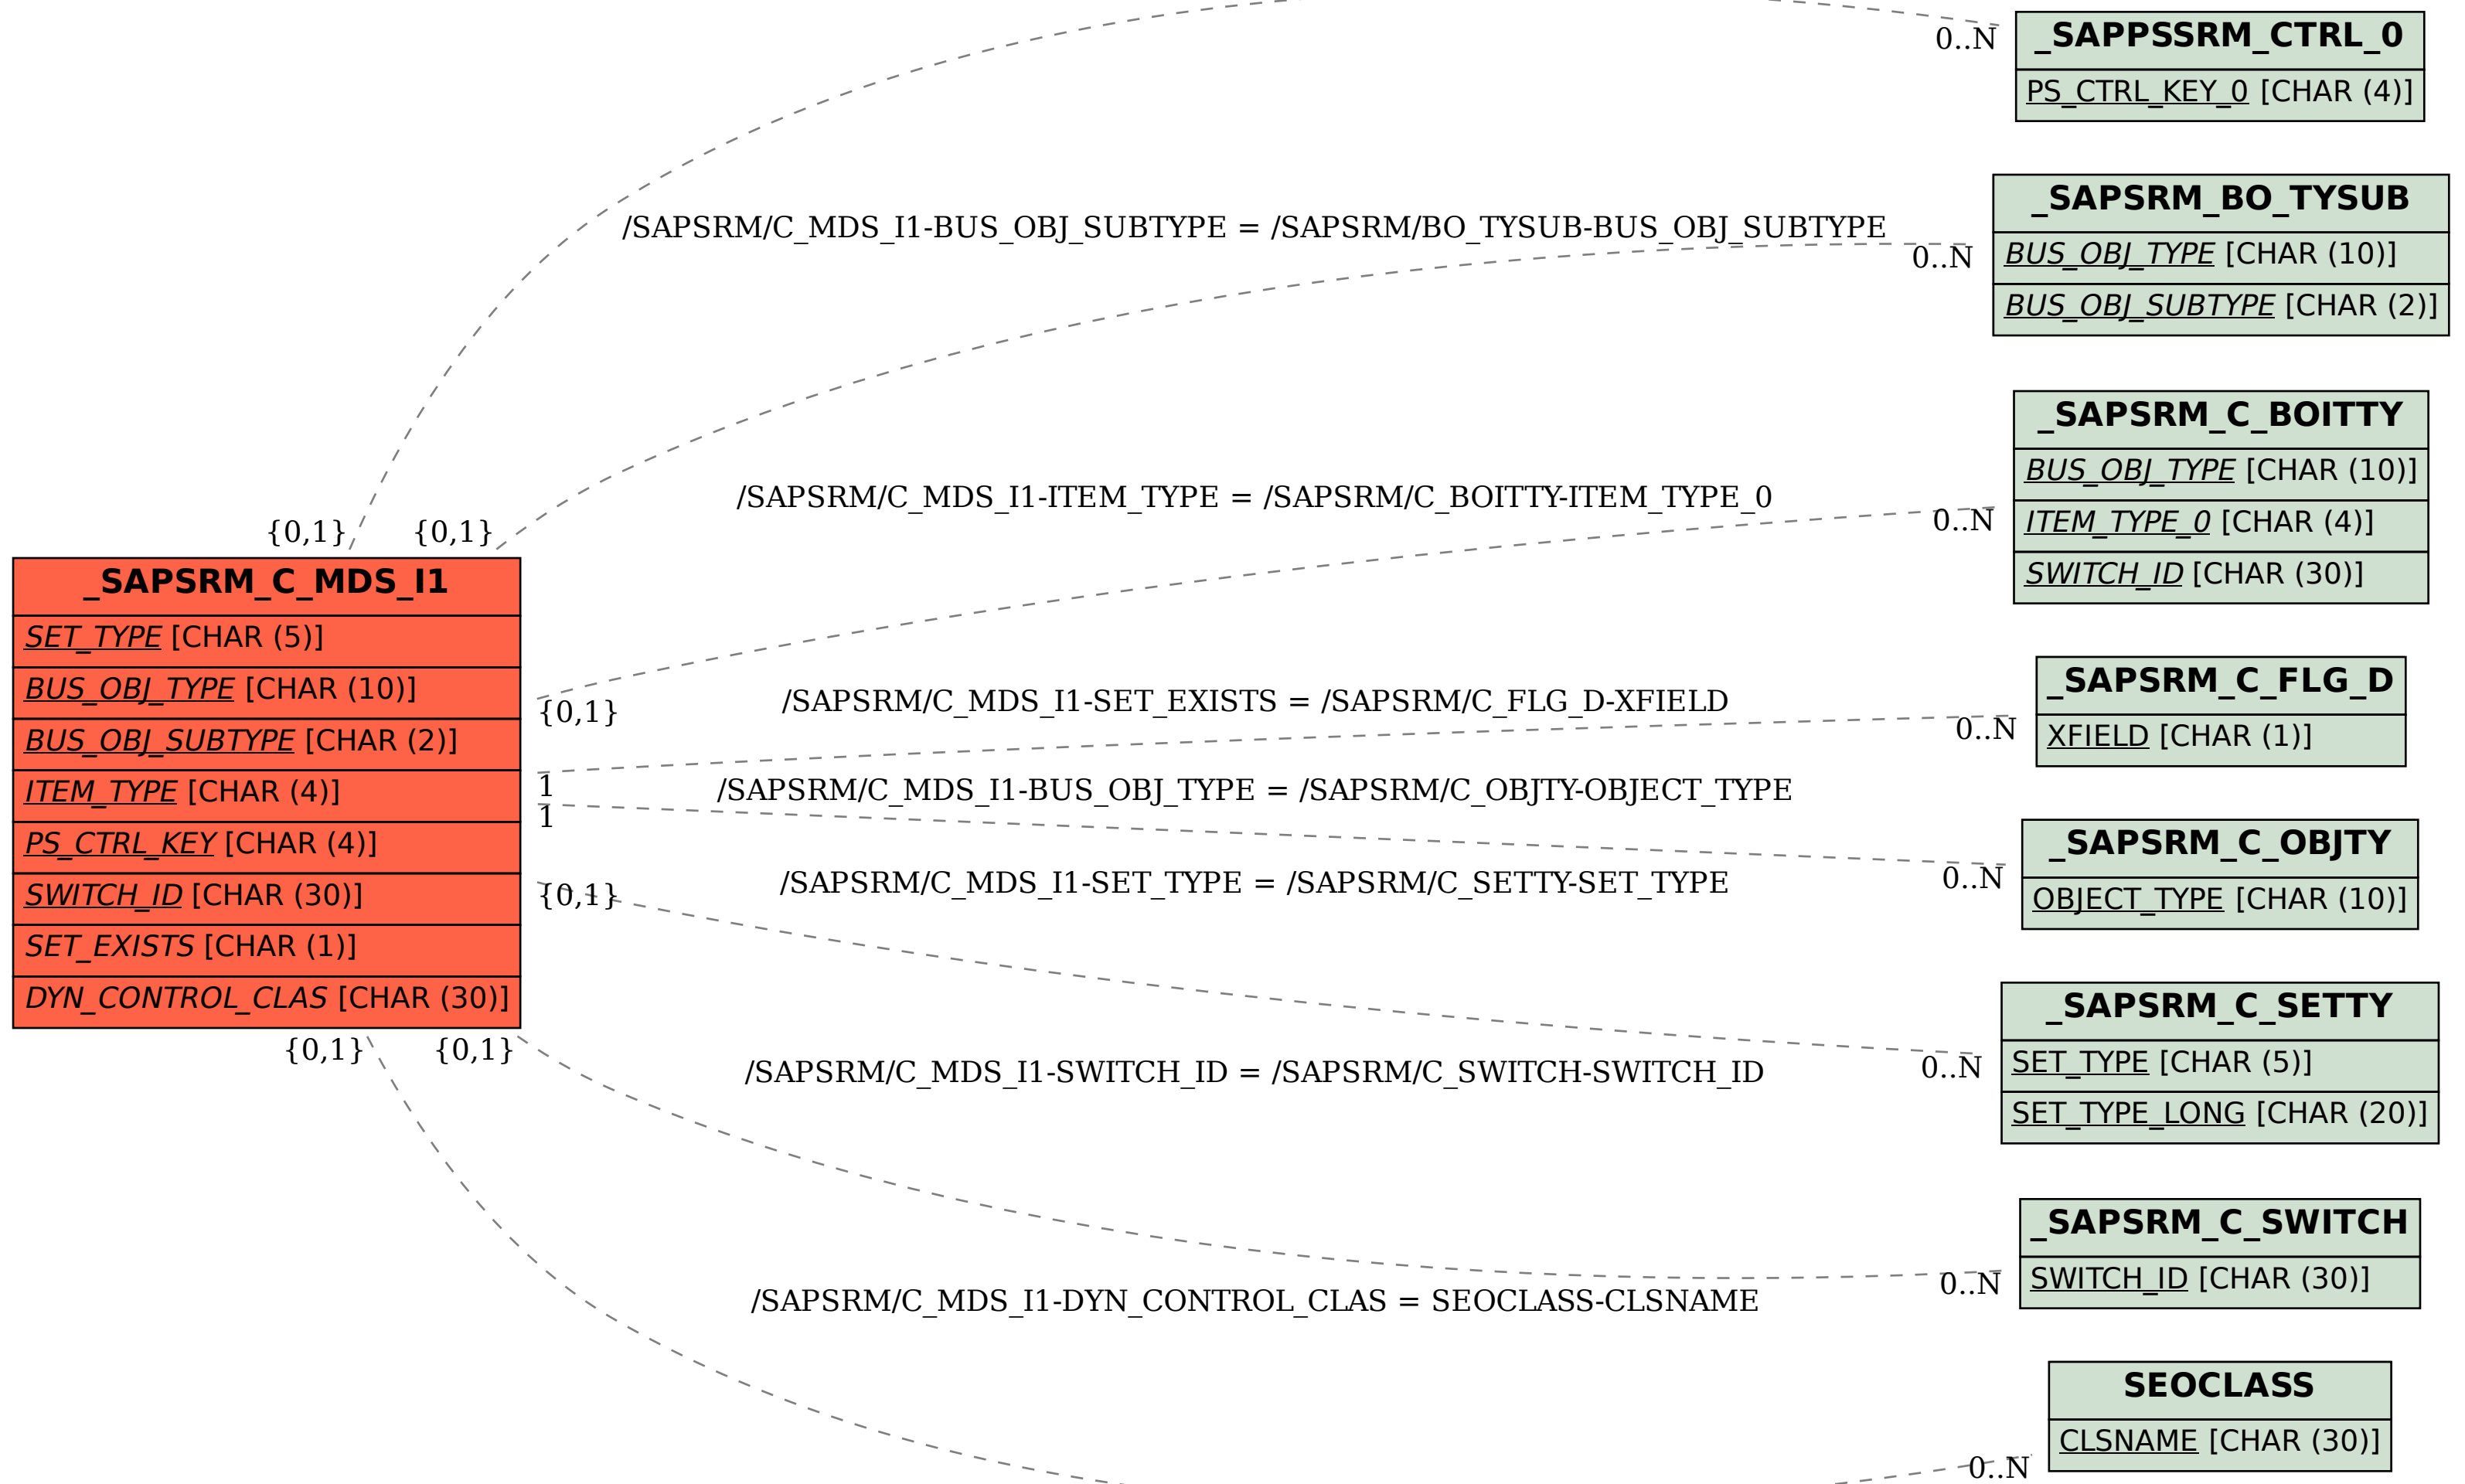 0..N
_SAPPSSRM_CTRL_0
PS_CTRL_KEY_0 [CHAR (4)]
/SAPSRM/C_MDS_I1-BUS_OBJ_SUBTYPE = /SAPSRM/BO_TYSUB-BUS_OBJ_SUBTYPE
0..N
_SAPSRM_BO_TYSUB
BUS_OBJ_TYPE [CHAR (10)]
BUS_OBJ_SUBTYPE [CHAR (2)]
/SAPSRM/C_MDS_I1-ITEM_TYPE = /SAPSRM/C_BOITTY-ITEM_TYPE_0
0..N
_SAPSRM_C_BOITTY
BUS_OBJ_TYPE [CHAR (10)]
ITEM_TYPE_0 [CHAR (4)]
SWITCH_ID [CHAR (30)]
{0,1}
{0,1}
_SAPSRM_C_MDS_I1
SET_TYPE [CHAR (5)]
BUS_OBJ_TYPE [CHAR (10)]
BUS_OBJ_SUBTYPE [CHAR (2)]
ITEM_TYPE [CHAR (4)]
PS_CTRL_KEY [CHAR (4)]
SWITCH_ID [CHAR (30)]
SET_EXISTS [CHAR (1)]
DYN_CONTROL_CLAS [CHAR (30)]
{0,1}
/SAPSRM/C_MDS_I1-SET_EXISTS = /SAPSRM/C_FLG_D-XFIELD
0..N
_SAPSRM_C_FLG_D
XFIELD [CHAR (1)]
1
/SAPSRM/C_MDS_I1-BUS_OBJ_TYPE = /SAPSRM/C_OBJTY-OBJECT_TYPE
1
0..N
_SAPSRM_C_OBJTY
OBJECT_TYPE [CHAR (10)]
{0,1}
/SAPSRM/C_MDS_I1-SET_TYPE = /SAPSRM/C_SETTY-SET_TYPE
0..N
_SAPSRM_C_SETTY
SET_TYPE [CHAR (5)]
SET_TYPE_LONG [CHAR (20)]
{0,1}
{0,1}
/SAPSRM/C_MDS_I1-SWITCH_ID = /SAPSRM/C_SWITCH-SWITCH_ID
0..N
_SAPSRM_C_SWITCH
SWITCH_ID [CHAR (30)]
/SAPSRM/C_MDS_I1-DYN_CONTROL_CLAS = SEOCLASS-CLSNAME
0..N
SEOCLASS
CLSNAME [CHAR (30)]